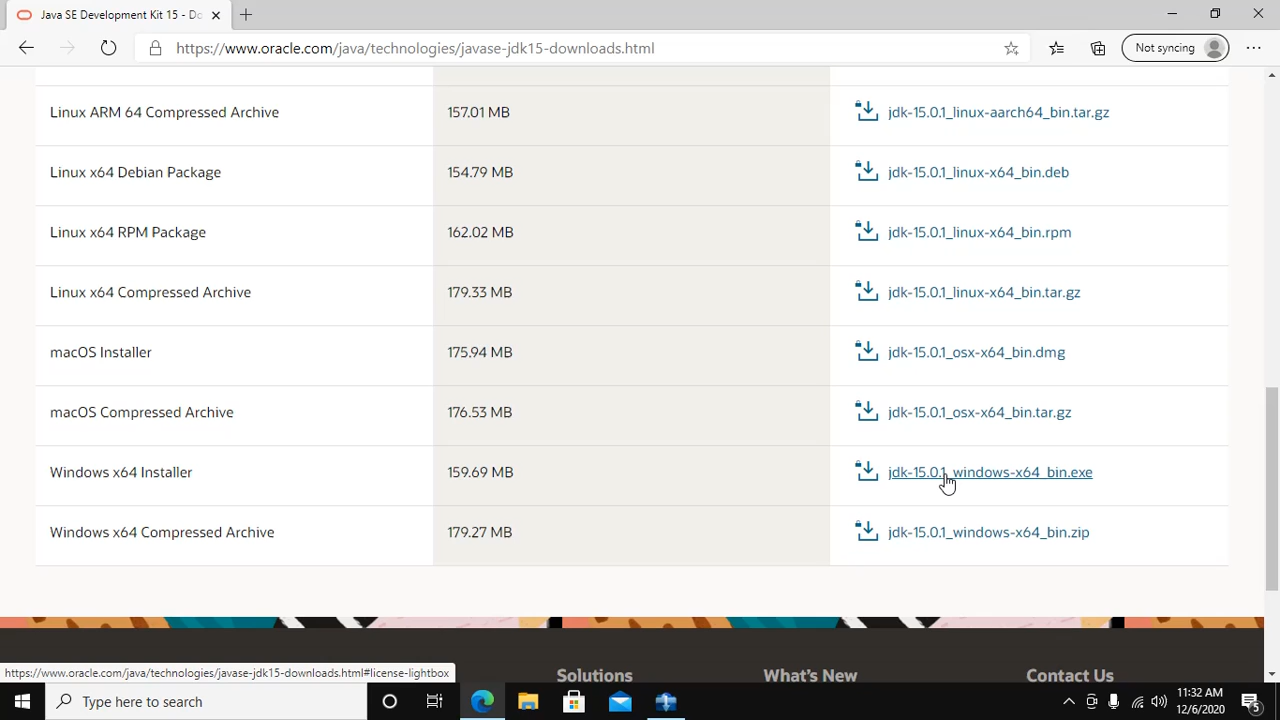 Java SE Development Kit 15 - Do
https://www.oracle.com/java/technologies/javase-jdk15-downloads.html
Not syncing
Linux ARM 64 Compressed Archive 157.01 MB jdk-15.0.1_linux-aarch64_bin.tar.gz
Linux x64 Debian Package 154.79 MB jdk-15.0.1_linux-x64_bin.deb
Linux x64 RPM Package 162.02 MB jdk-15.0.1_linux-x64_bin.rpm
Linux x64 Compressed Archive 179.33 MB jdk-15.0.1_linux-x64_bin.tar.gz
macOS Installer 175.94 MB jdk-15.0.1_osx-x64_bin.dmg
macOS Compressed Archive 176.53 MB jdk-15.0.1_osx-x64_bin.tar.gz
Windows x64 Installer 159.69 MB jdk-15.0.1_windows-x64_bin.exe
Windows x64 Compressed Archive 179.27 MB jdk-15.0.1_windows-x64_bin.zip
https://www.oracle.com/java/technologies/javase-jdk15-downloads.html#license-lightbox
Solutions What's New Contact Us
Type here to search
11:32 AM
12/6/2020
5